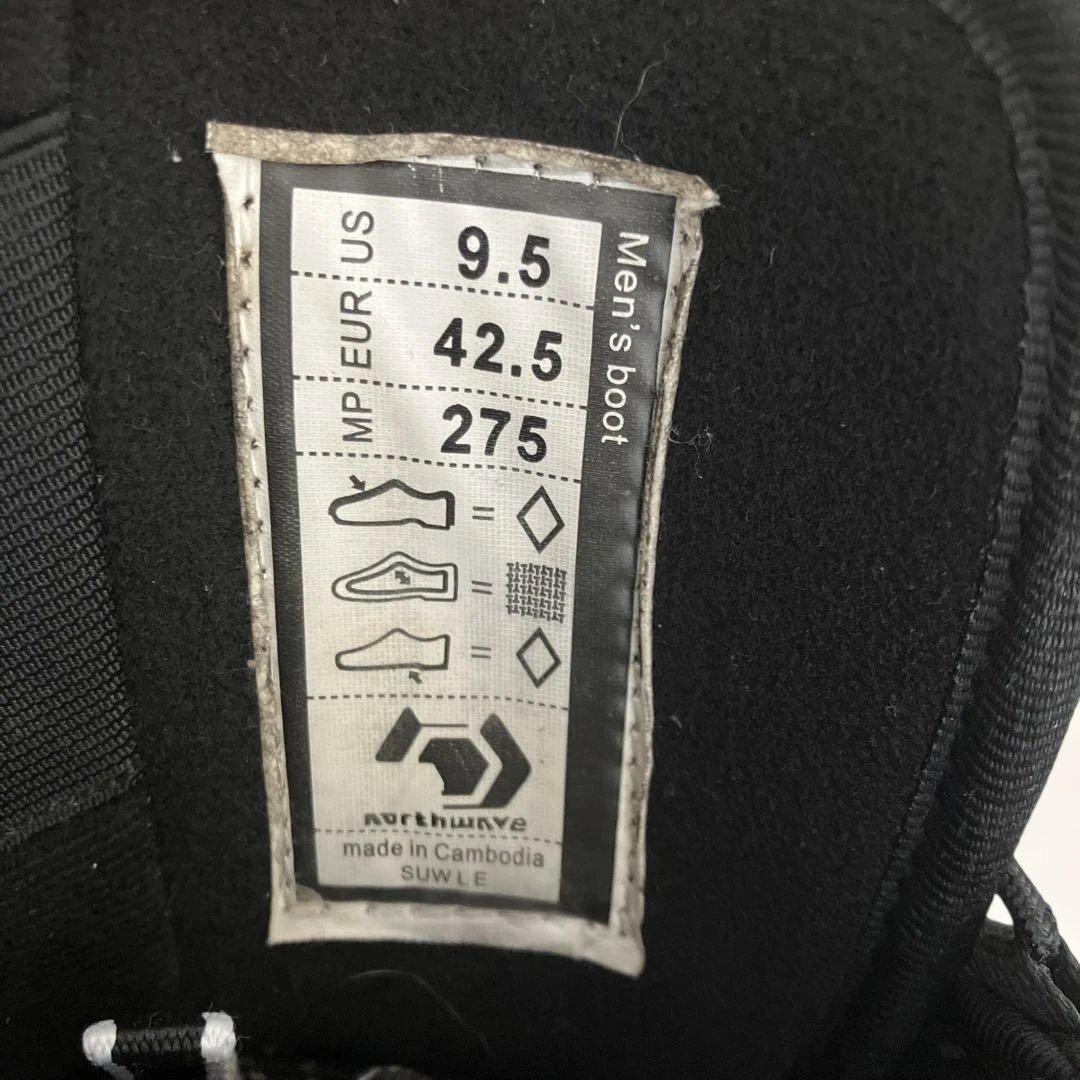 US 9.5
EUR 42.5
MP 275
Men's boot
=
=
=
northwave
made in Cambodia
SUWLE